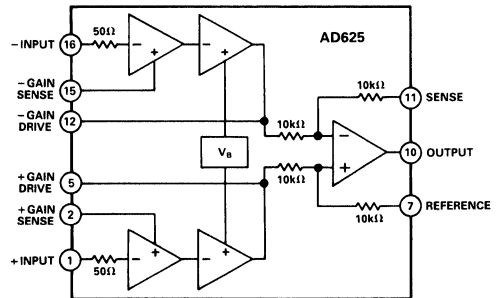 AD625
– INPUT 16 50Ω – + – +
– GAIN SENSE 15
– GAIN DRIVE 12
10kΩ 11 SENSE
10kΩ – + 10 OUTPUT
VB
+ GAIN DRIVE 5
10kΩ
10kΩ 7 REFERENCE
+ GAIN SENSE 2
+ INPUT 1 50Ω – + – +